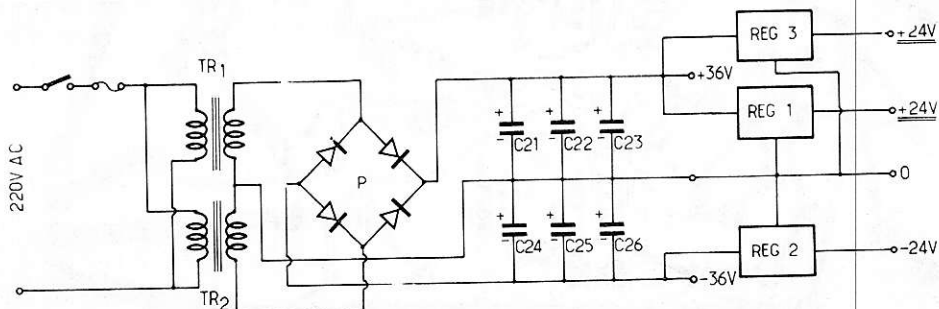 REG 3
+24V
TR1
+36V
REG 1
+24V
220V AC
+ + +
- C21 - C22 - C23
P
0
+ + +
- C24 - C25 - C26
REG 2
-24V
-36V
TR2